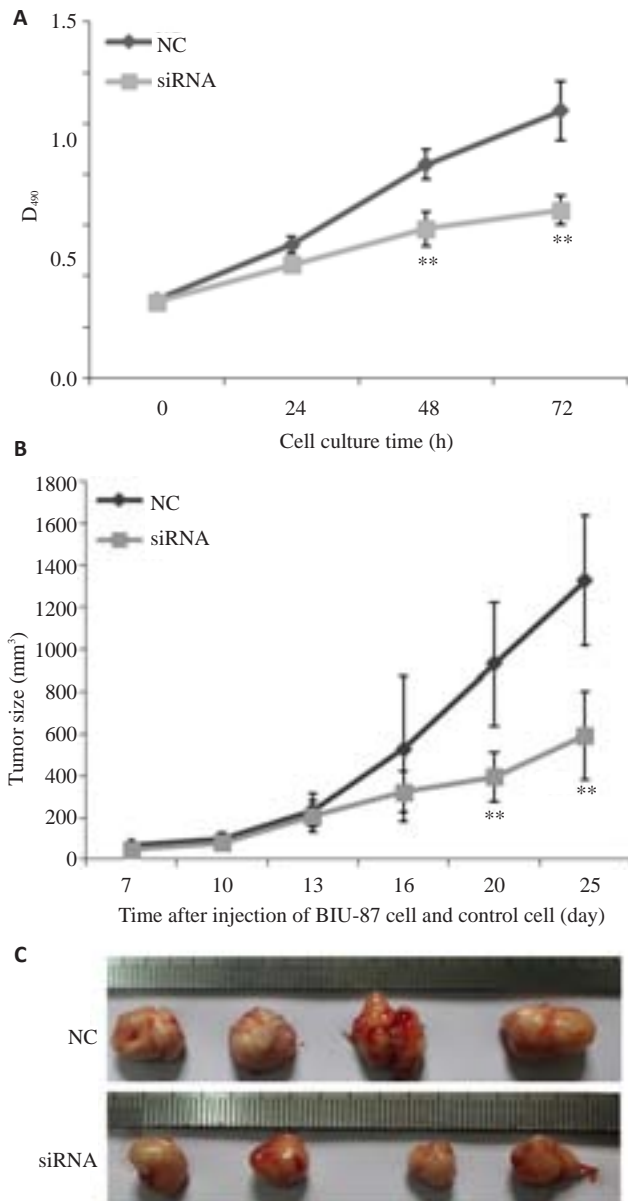 A
1.5
NC
siRNA
1.0
D₄₉₀
0.5
**
**
0.0
0 24 48 72
Cell culture time (h)
B
1800
NC
1600
siRNA
1400
1200
1000
Tumor size (mm³)
800
600
400
200
**
**
0
7 10 13 16 20 25
Time after injection of BIU-87 cell and control cell (day)
C
NC
siRNA